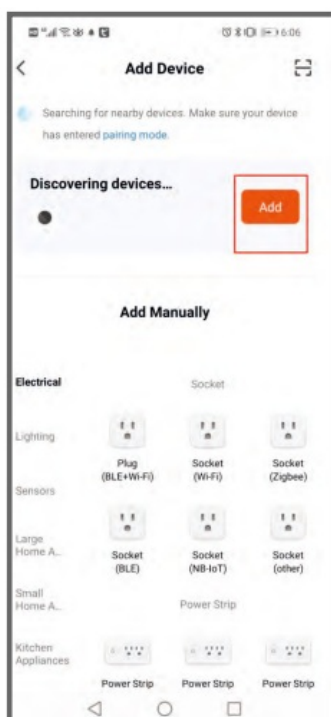 6:06
Add Device
Searching for nearby devices. Make sure your device
has entered pairing mode.
Discovering devices...
Add
Add Manually
Electrical
Socket
Lighting
Plug
(BLE+Wi-Fi)
Socket
(Wi-Fi)
Socket
(Zigbee)
Sensors
Large
Home A...
Socket
(BLE)
Socket
(NB-IoT)
Socket
(other)
Small
Home A...
Power Strip
Kitchen
Appliances
Power Strip
Power Strip
Power Strip